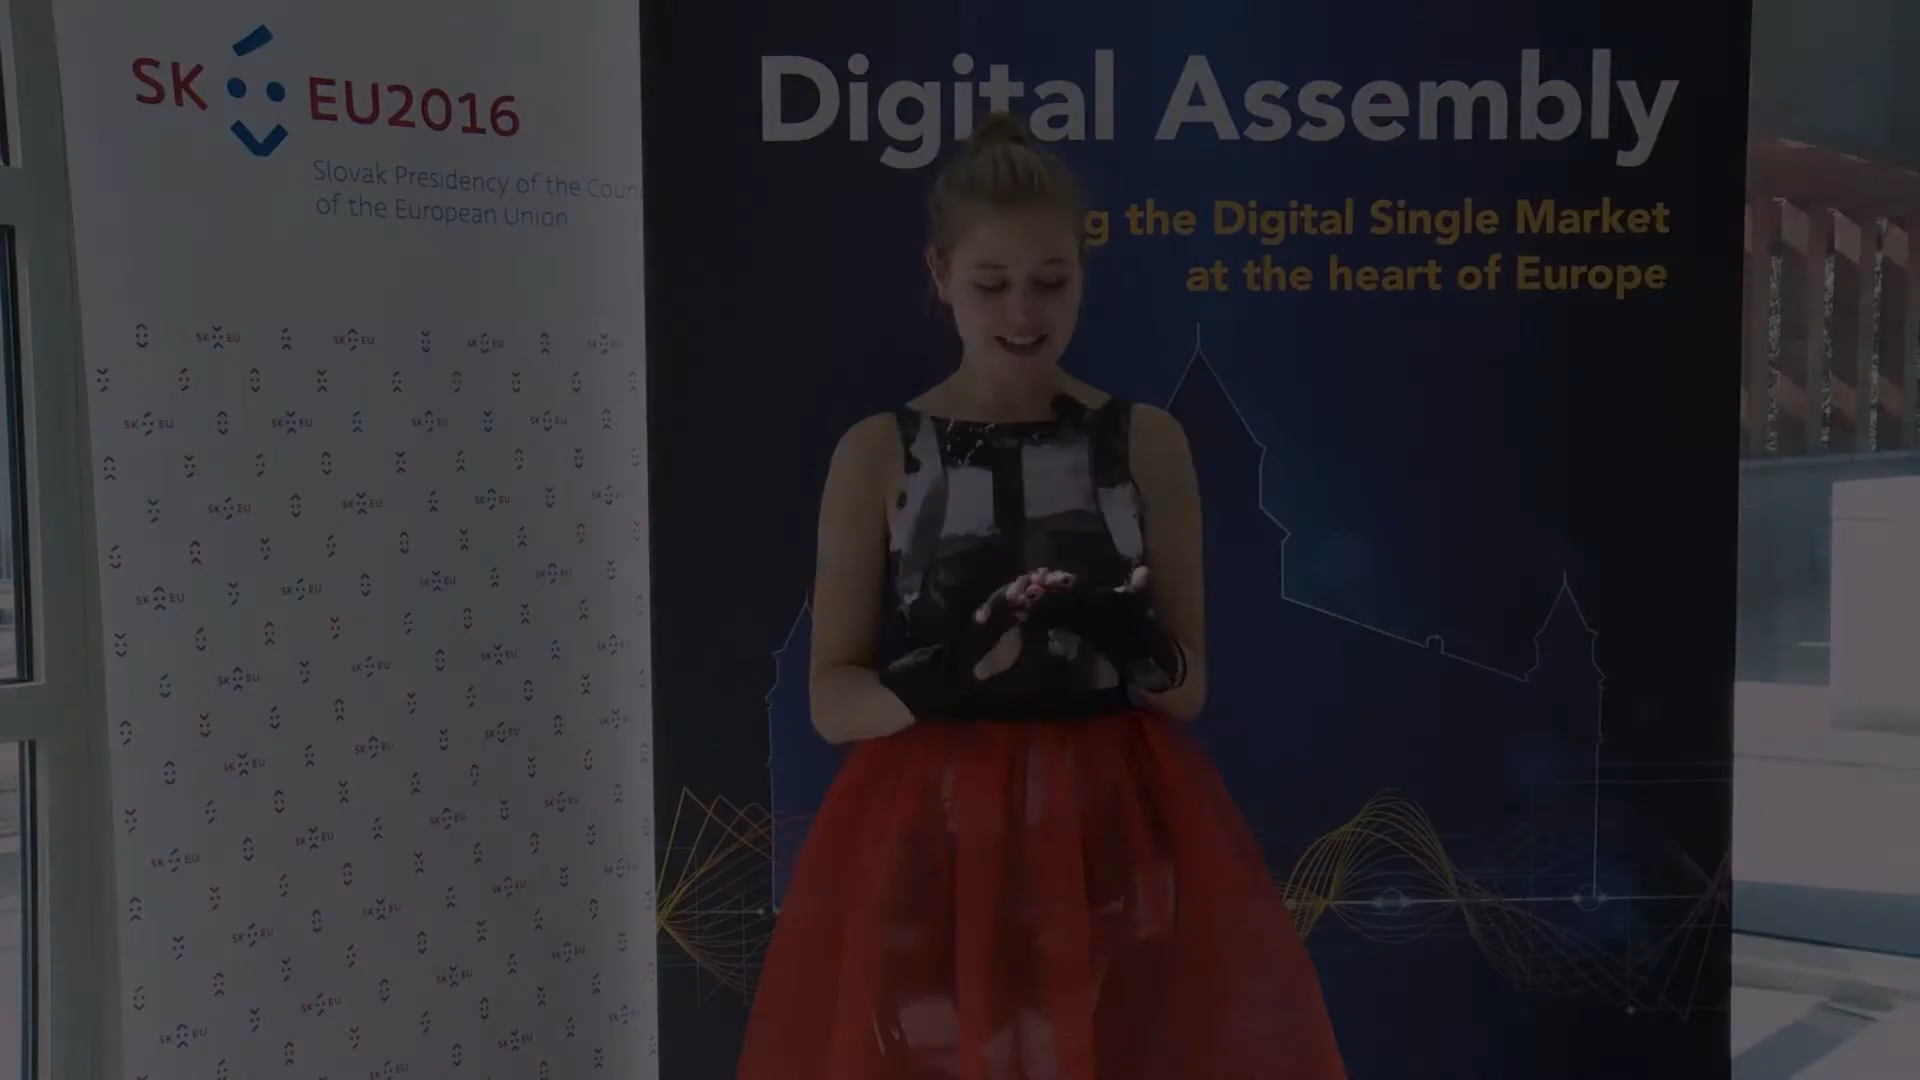 SK EU2016
Slovak Presidency of the
of the European Union
Digital Assembly
the Digital Single Market
at the heart of Europe